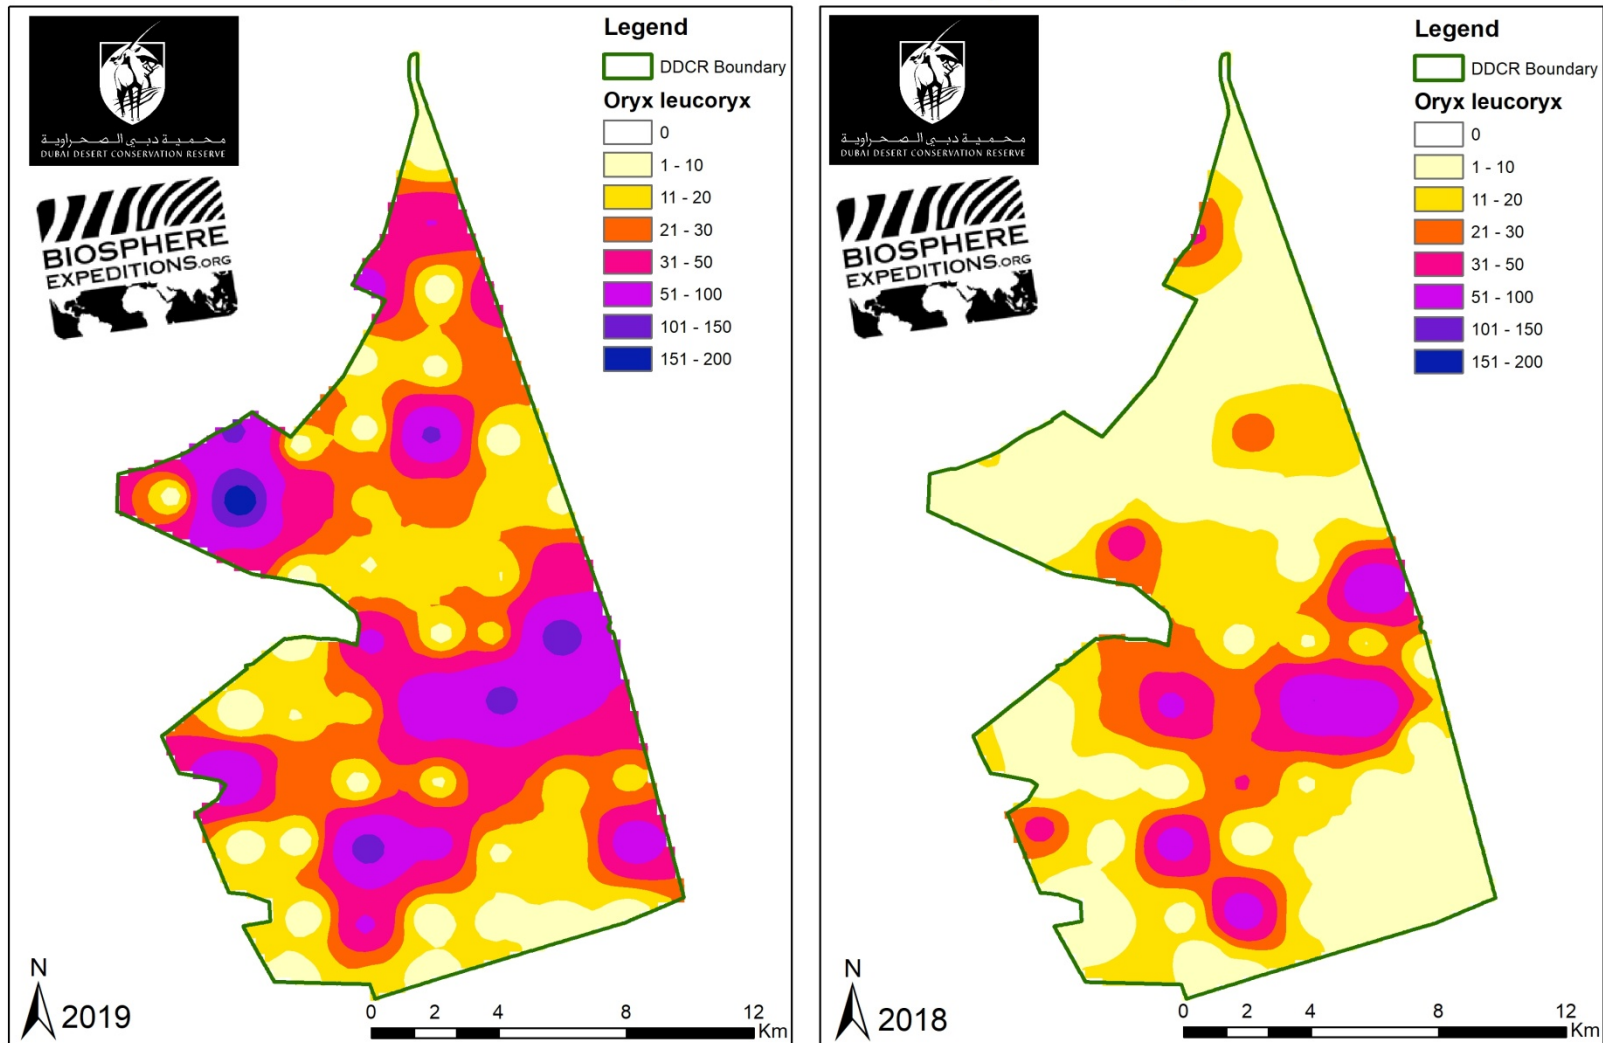 محمية دبي الصحراوية
DUBAI DESERT CONSERVATION RESERVE
BIOSPHERE
EXPEDITIONS.ORG
Legend
DDCR Boundary
Oryx leucoryx
0
1 - 10
11 - 20
21 - 30
31 - 50
51 - 100
101 - 150
151 - 200
N
2019
0 2 4 8 12
Km
محمية دبي الصحراوية
DUBAI DESERT CONSERVATION RESERVE
BIOSPHERE
EXPEDITIONS.ORG
Legend
DDCR Boundary
Oryx leucoryx
0
1 - 10
11 - 20
21 - 30
31 - 50
51 - 100
101 - 150
151 - 200
N
2018
0 2 4 8 12
Km